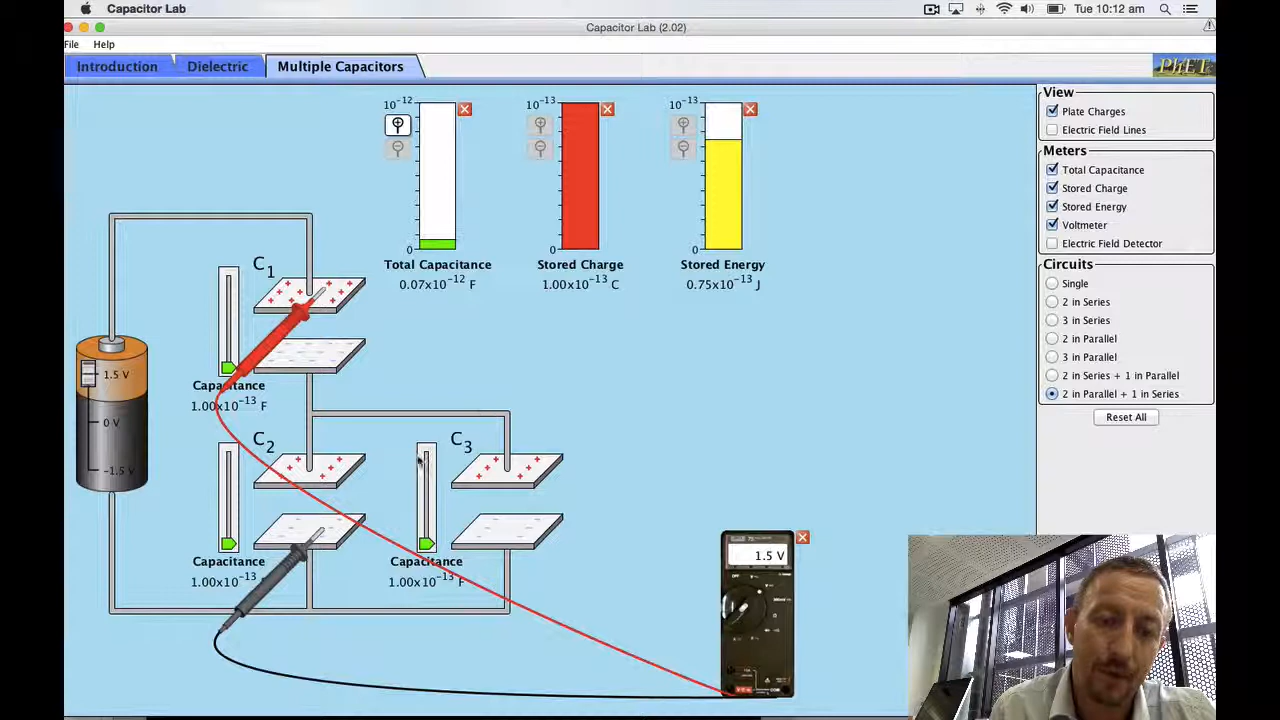 Capacitor Lab
Tue 10:12 am
Capacitor Lab (2.02)
File Help
Introduction
Dielectric
Multiple Capacitors
PhET
10⁻¹²
0
Total Capacitance
0.07x10⁻¹² F
10⁻¹³
0
Stored Charge
1.00x10⁻¹³ C
10⁻¹³
0
Stored Energy
0.75x10⁻¹³ J
View
Plate Charges
Electric Field Lines
Meters
Total Capacitance
Stored Charge
Stored Energy
Voltmeter
Electric Field Detector
Circuits
Single
2 in Series
3 in Series
2 in Parallel
3 in Parallel
2 in Series + 1 in Parallel
2 in Parallel + 1 in Series
Reset All
1.5 V
0 V
-1.5 V
C₁
Capacitance
1.00x10⁻¹³ F
C₂
Capacitance
1.00x10⁻¹³
C₃
Capacitance
1.00x10⁻¹³ F
1.5 V
OFF
COM